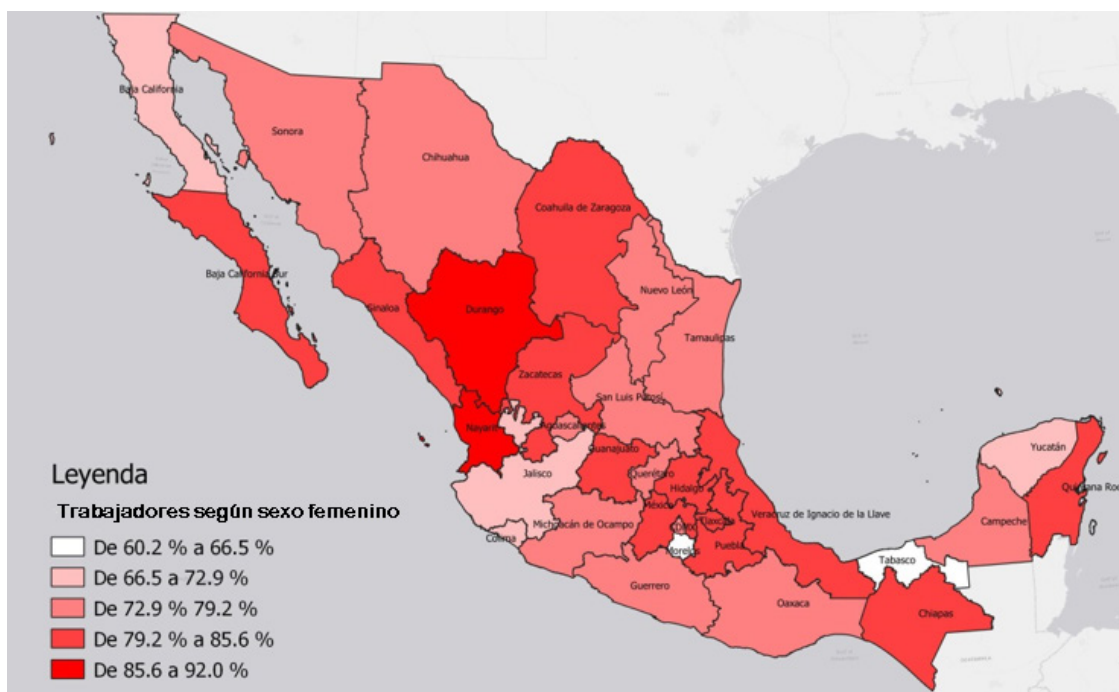 Baja California
Sonora
Chihuahua
Coahuila de Zaragoza
Baja California Sur
Nuevo León
Sinaloa
Durango
Tamaulipas
Zacatecas
San Luis Potosí
Nayarit
Aguascalientes
Guanajuato
Yucatán
Jalisco
Querétaro
Hidalgo
Quintana Roo
México
Veracruz de Ignacio de la Llave
Tlaxcala
Campeche
Colima
Michoacán de Ocampo
Puebla
Morelos
Tabasco
Guerrero
Oaxaca
Chiapas
Leyenda
Trabajadores según sexo femenino
De 60.2 % a 66.5 %
De 66.5 a 72.9 %
De 72.9 % 79.2 %
De 79.2 % a 85.6 %
De 85.6 a 92.0 %